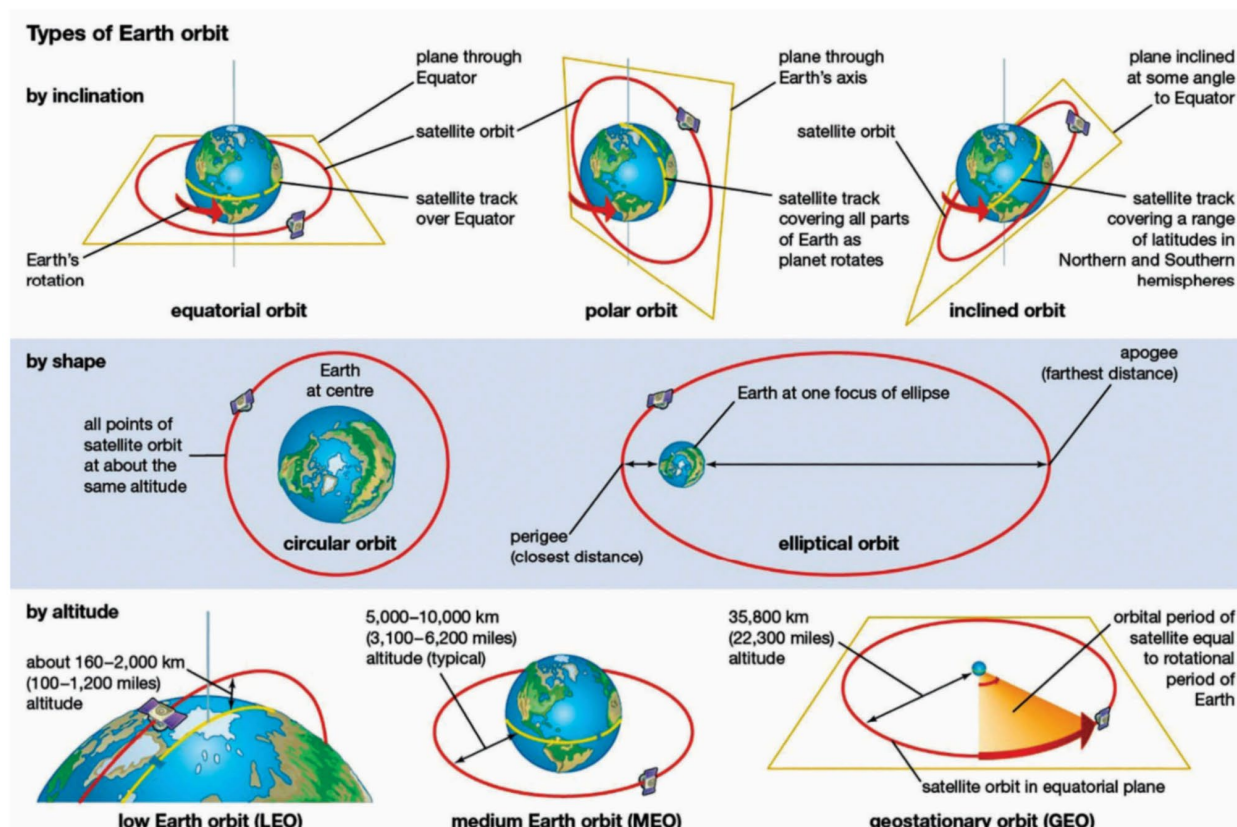 Types of Earth orbit
by inclination
plane through
Equator
satellite orbit
satellite track
over Equator
Earth's
rotation
equatorial orbit
plane through
Earth's axis
satellite track
covering all parts
of Earth as
planet rotates
polar orbit
plane inclined
at some angle
to Equator
satellite orbit
satellite track
covering a range
of latitudes in
Northern and Southern
hemispheres
inclined orbit
by shape
Earth
at centre
all points of
satellite orbit
at about the
same altitude
circular orbit
apogee
(farthest distance)
Earth at one focus of ellipse
perigee
(closest distance)
elliptical orbit
by altitude
about 160–2,000 km
(100–1,200 miles)
altitude
low Earth orbit (LEO)
5,000–10,000 km
(3,100–6,200 miles)
altitude (typical)
medium Earth orbit (MEO)
35,800 km
(22,300 miles)
altitude
orbital period of
satellite equal
to rotational
period of
Earth
satellite orbit in equatorial plane
geostationary orbit (GEO)